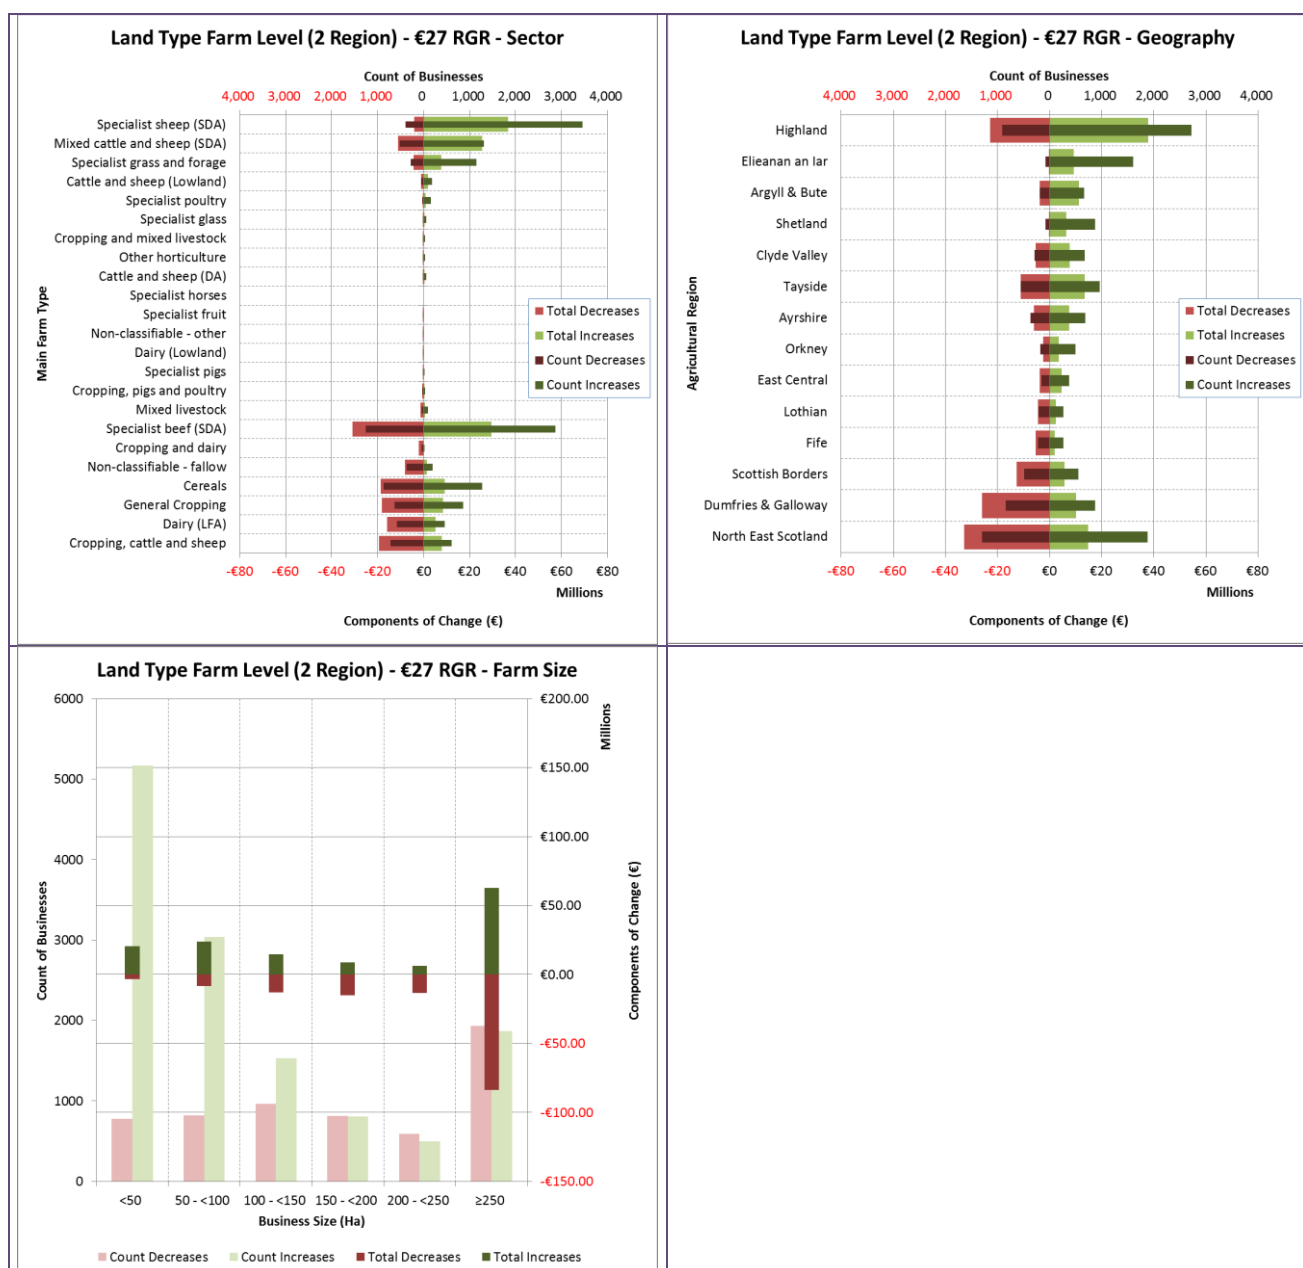 Land Type Farm Level (2 Region) - €27 RGR - Sector
Count of Businesses
4,000 3,000 2,000 1,000 0 1,000 2,000 3,000 4,000
Main Farm Type
Specialist sheep (SDA)
Mixed cattle and sheep (SDA)
Specialist grass and forage
Cattle and sheep (Lowland)
Specialist poultry
Specialist glass
Cropping and mixed livestock
Other horticulture
Cattle and sheep (DA)
Specialist horses
Specialist fruit
Non-classifiable - other
Dairy (Lowland)
Specialist pigs
Cropping, pigs and poultry
Mixed livestock
Specialist beef (SDA)
Cropping and dairy
Non-classifiable - fallow
Cereals
General Cropping
Dairy (LFA)
Cropping, cattle and sheep
Total Decreases
Total Increases
Count Decreases
Count Increases
-€80 -€60 -€40 -€20 €0 €20 €40 €60 €80
Millions
Components of Change (€)
Land Type Farm Level (2 Region) - €27 RGR - Geography
Count of Businesses
4,000 3,000 2,000 1,000 0 1,000 2,000 3,000 4,000
Agricultural Region
Highland
Elieanan an Iar
Argyll & Bute
Shetland
Clyde Valley
Tayside
Ayrshire
Orkney
East Central
Lothian
Fife
Scottish Borders
Dumfries & Galloway
North East Scotland
Total Decreases
Total Increases
Count Decreases
Count Increases
-€80 -€60 -€40 -€20 €0 €20 €40 €60 €80
Millions
Components of Change (€)
Land Type Farm Level (2 Region) - €27 RGR - Farm Size
Count of Businesses
6000
5000
4000
3000
2000
1000
0
€200.00
€150.00
€100.00
€50.00
€0.00
-€50.00
-€100.00
-€150.00
Millions
Components of Change (€)
<50 50 - <100 100 - <150 150 - <200 200 - <250 ≥250
Business Size (Ha)
Count Decreases Count Increases Total Decreases Total Increases